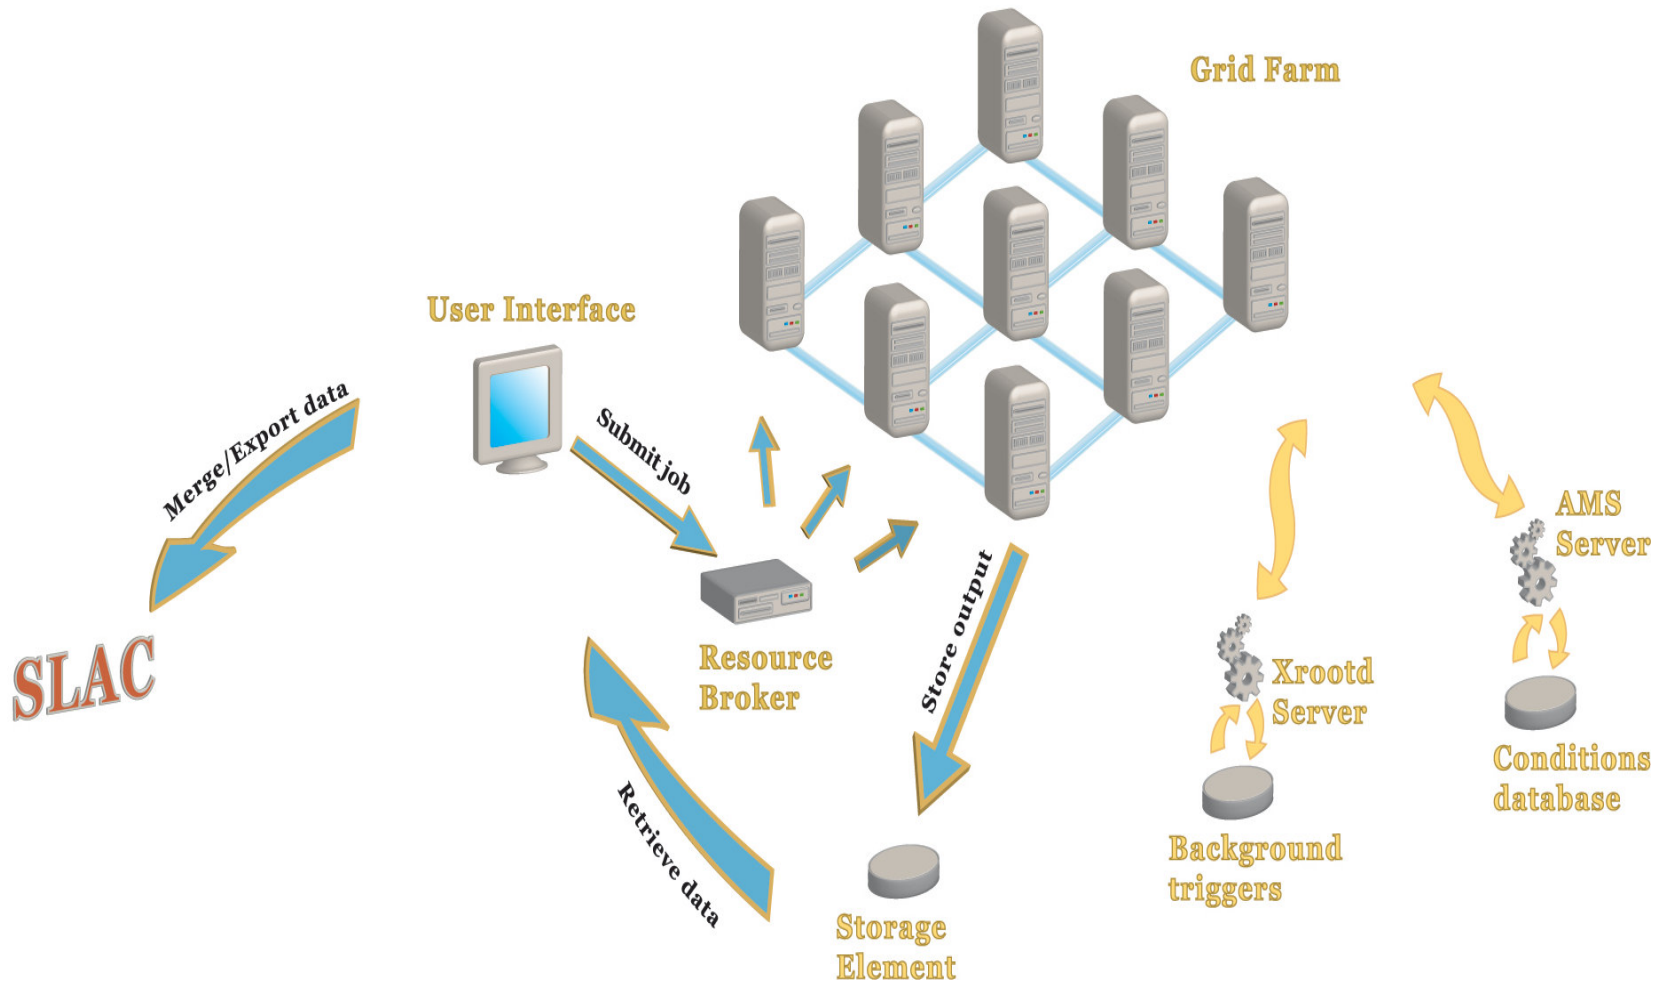 Grid Farm
User Interface
Merge/Export data
Submit job
AMS
Server
Store output
SLAC
Resource
Broker
Xrootd
Server
Conditions
database
Retrieve data
Background
triggers
Storage
Element